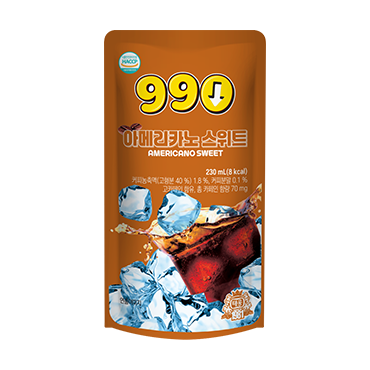 HACCP
990
아메리카노 스위트
AMERICANO SWEET
230 mL(8 kcal)
커피농축액(고형분 40 %) 1.8 %, 커피분말 0.1 %
고카페인 함유, 총 카페인 함량 70 mg